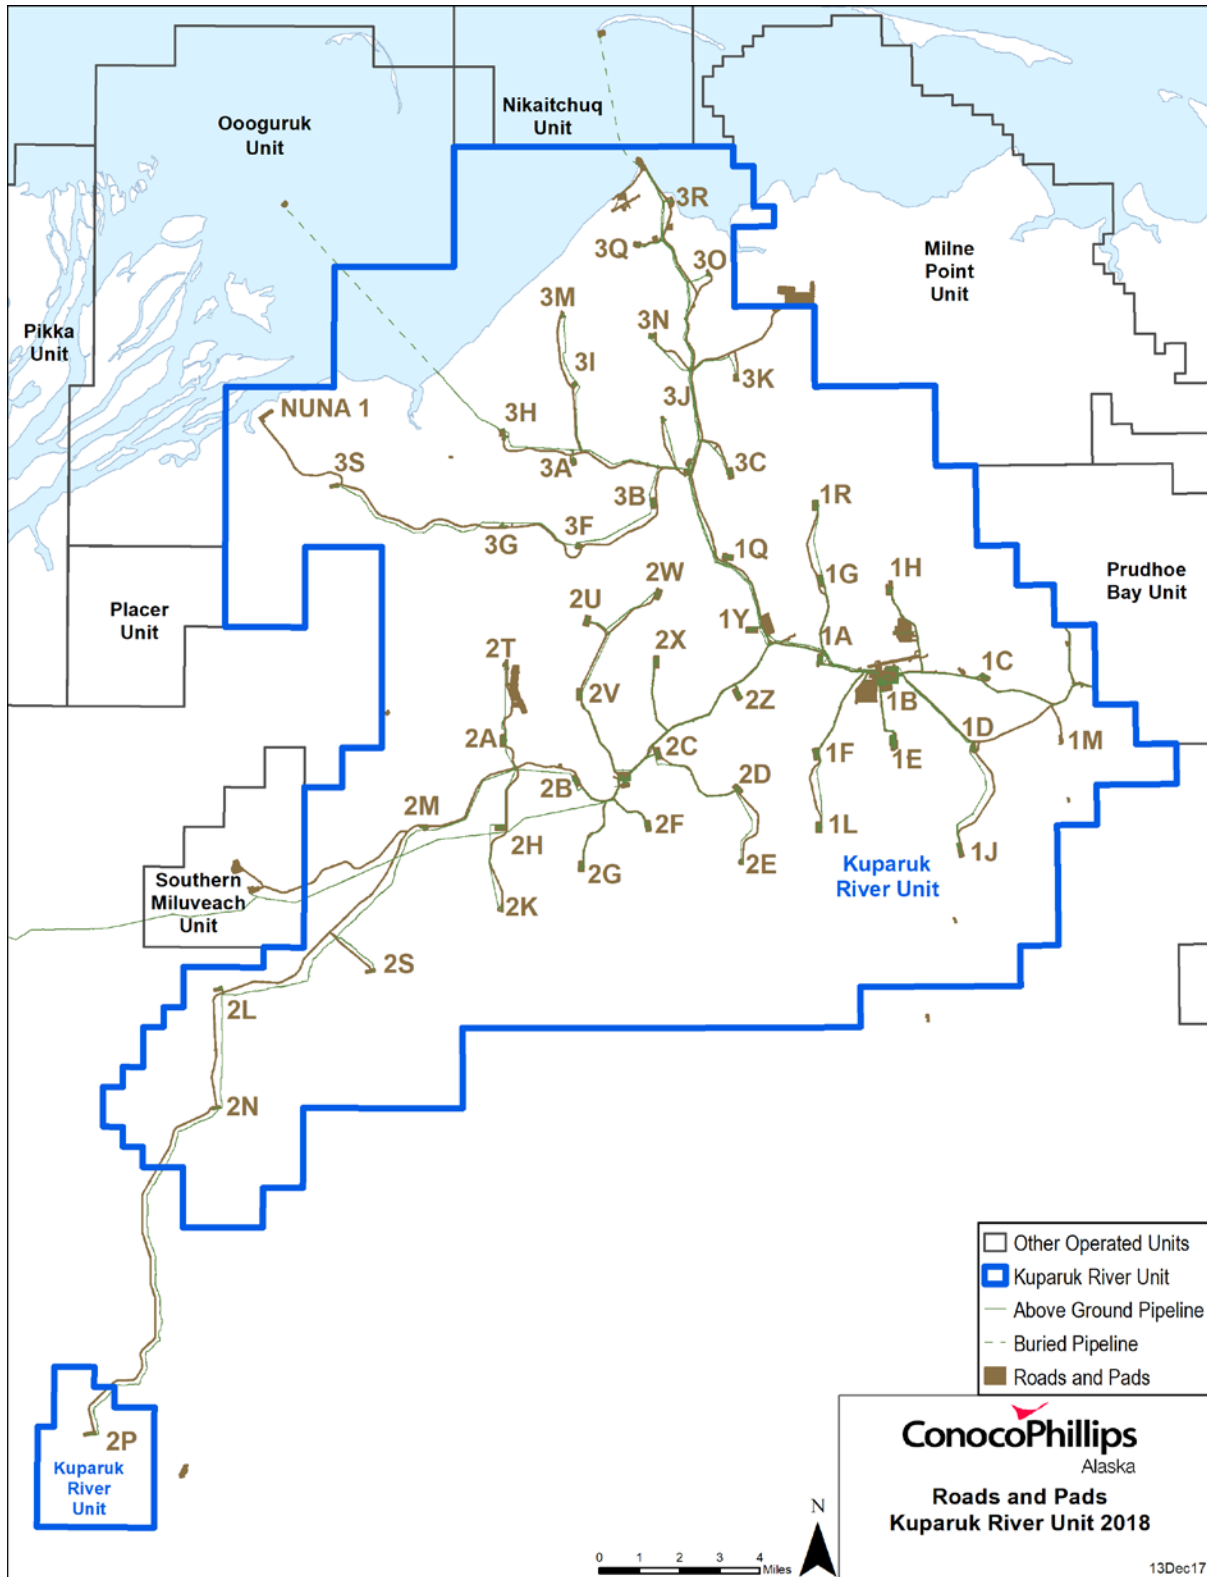 Nikaitchuq
Unit
Oooguruk
Unit
3R
3Q
3O
Milne
Point
Unit
3M
3N
Pikka
Unit
3I
3K
3J
NUNA 1
3H
3S
3A
3C
3B
1R
3G
3F
1Q
1G
1H
Prudhoe
Bay Unit
Placer
Unit
2W
2U
1Y
1A
2T
2X
1C
2V
2Z
1B
2A
2C
1F
1E
1D
1M
2B
2D
2M
2F
1L
2H
2G
2E
1J
Southern
Miluveach
Unit
Kuparuk
River Unit
2K
2S
2L
2N
2P
Kuparuk
River
Unit
Other Operated Units
Kuparuk River Unit
Above Ground Pipeline
Buried Pipeline
Roads and Pads
ConocoPhillips
Alaska
Roads and Pads
Kuparuk River Unit 2018
N
0 1 2 3 4
Miles
13Dec17